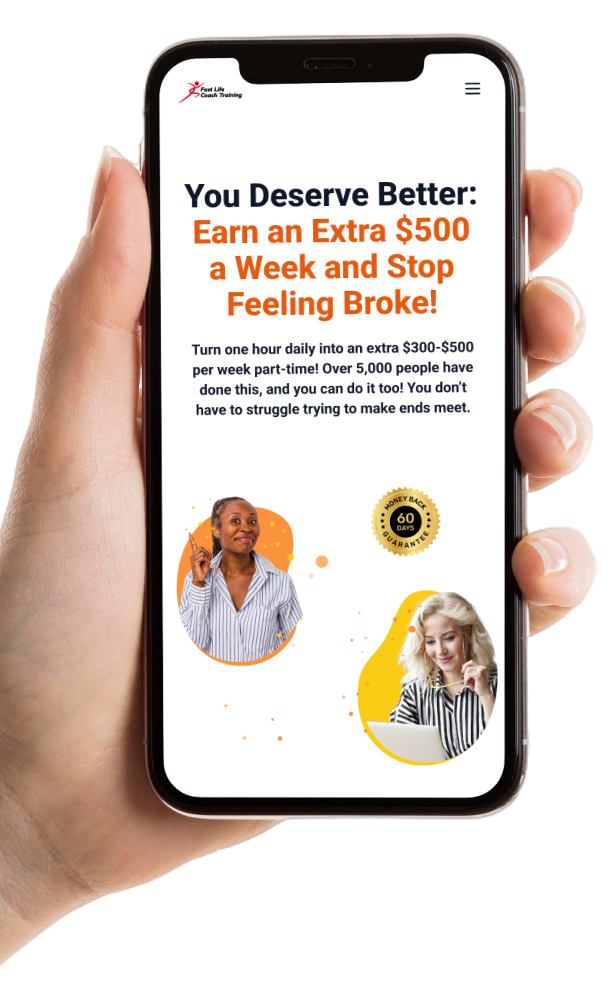 Fast Life
Coach Training
You Deserve Better:
Earn an Extra $500
a Week and Stop
Feeling Broke!
Turn one hour daily into an extra $300-$500
per week part-time! Over 5,000 people have
done this, and you can do it too! You don't
have to struggle trying to make ends meet.
MONEY BACK
60
DAYS
GUARANTEE